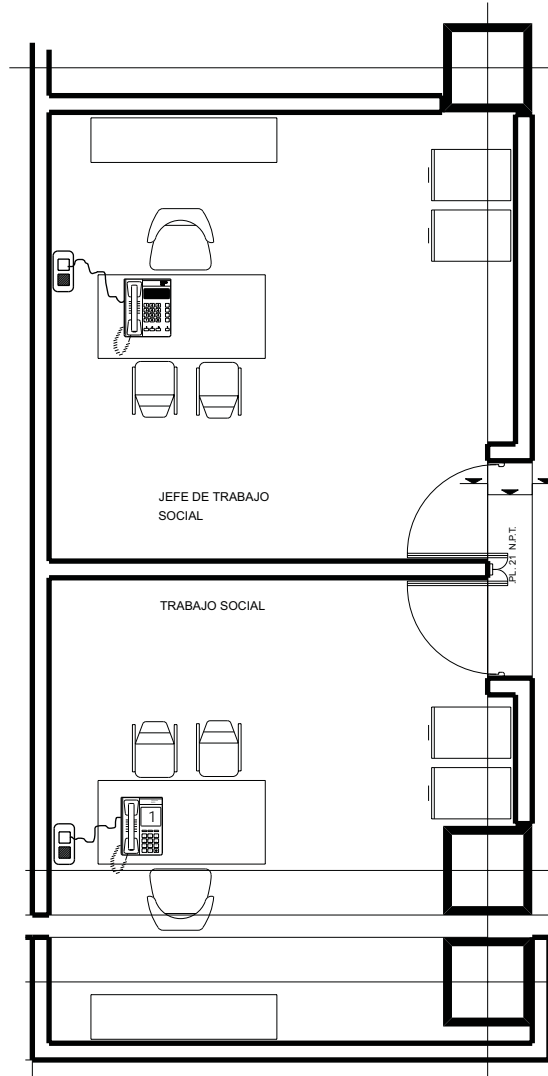 JEFE DE TRABAJO
SOCIAL
PL. 21 N.P.T.
TRABAJO SOCIAL
1